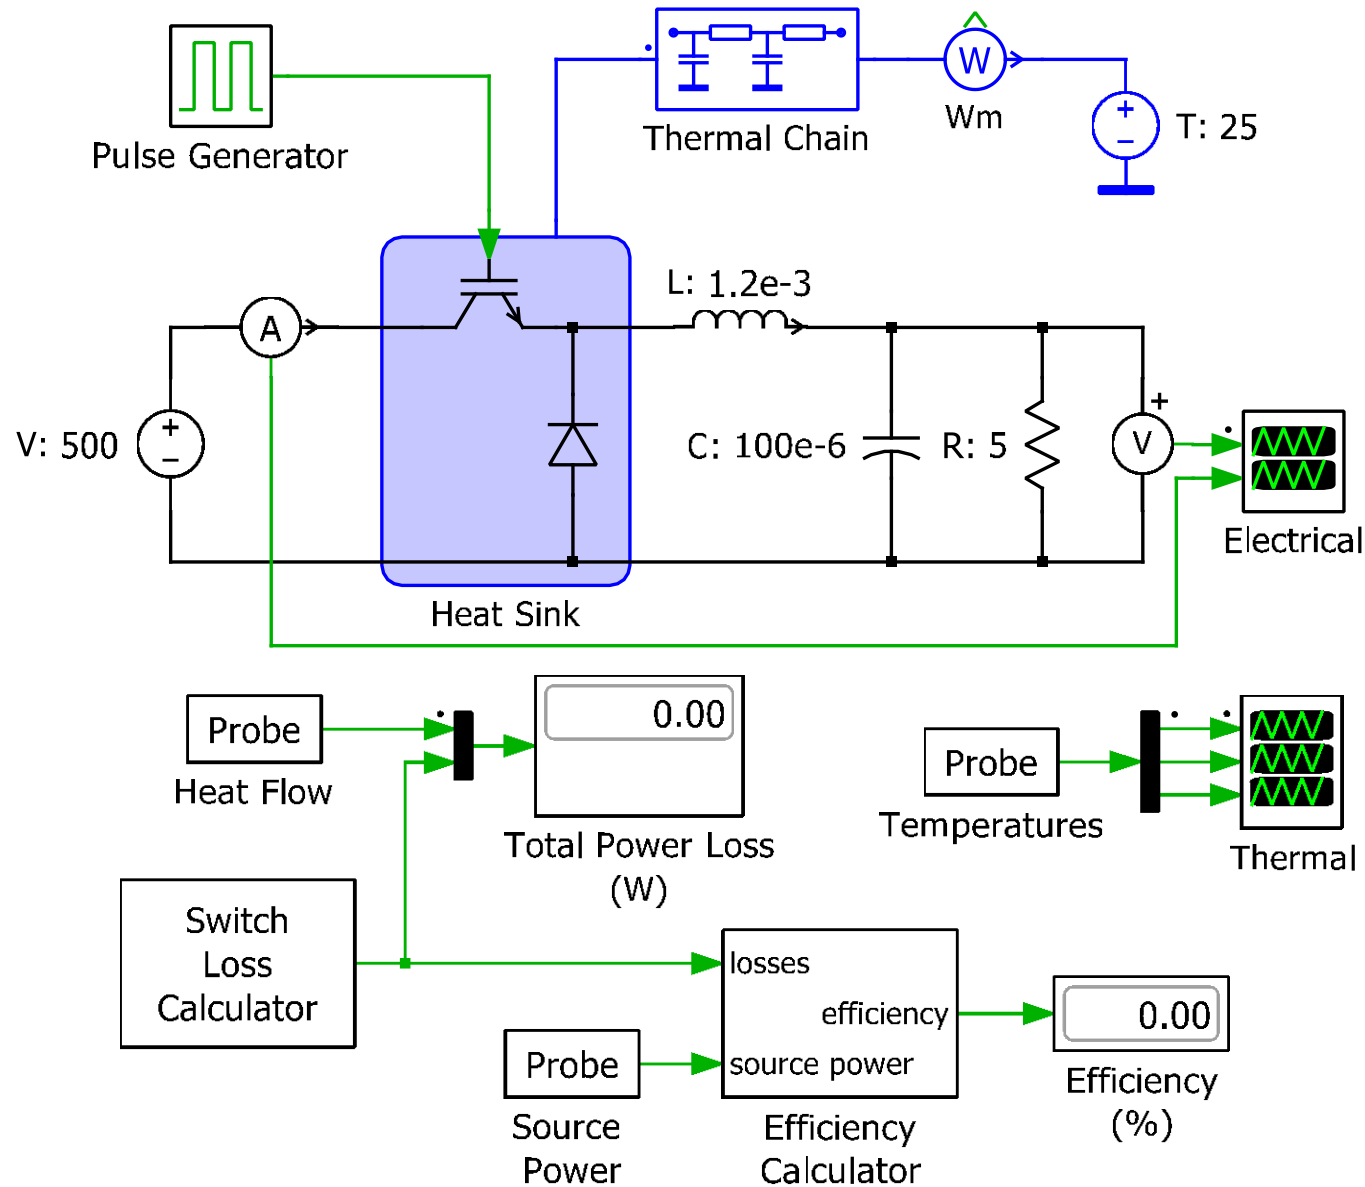 Pulse Generator
Thermal Chain
W
Wm
T: 25
A
L: 1.2e-3
V: 500
C: 100e-6
R: 5
V
Electrical
Heat Sink
Probe
Heat Flow
0.00
Total Power Loss
(W)
Probe
Temperatures
Thermal
Switch
Loss
Calculator
losses
efficiency
source power
Probe
Source
Power
Efficiency
Calculator
0.00
Efficiency
(%)